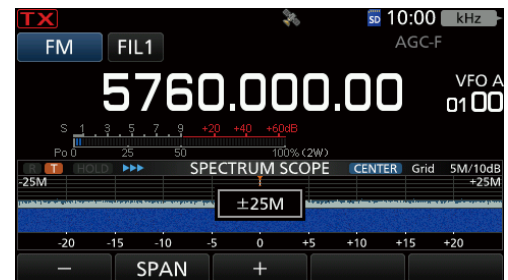 TX SD 10:00 kHz
FM FIL1 AGC-F
5760.000.00 VFO A
01 00
S 1 3 5 7 9 +20 +40 +60dB
Po 0 25 50 100% (2W)
R T HOLD SPECTRUM SCOPE CENTER Grid 5M/10dB
-25M +25M
±25M
-20 -15 -10 -5 0 +5 +10 +15 +20
− SPAN +